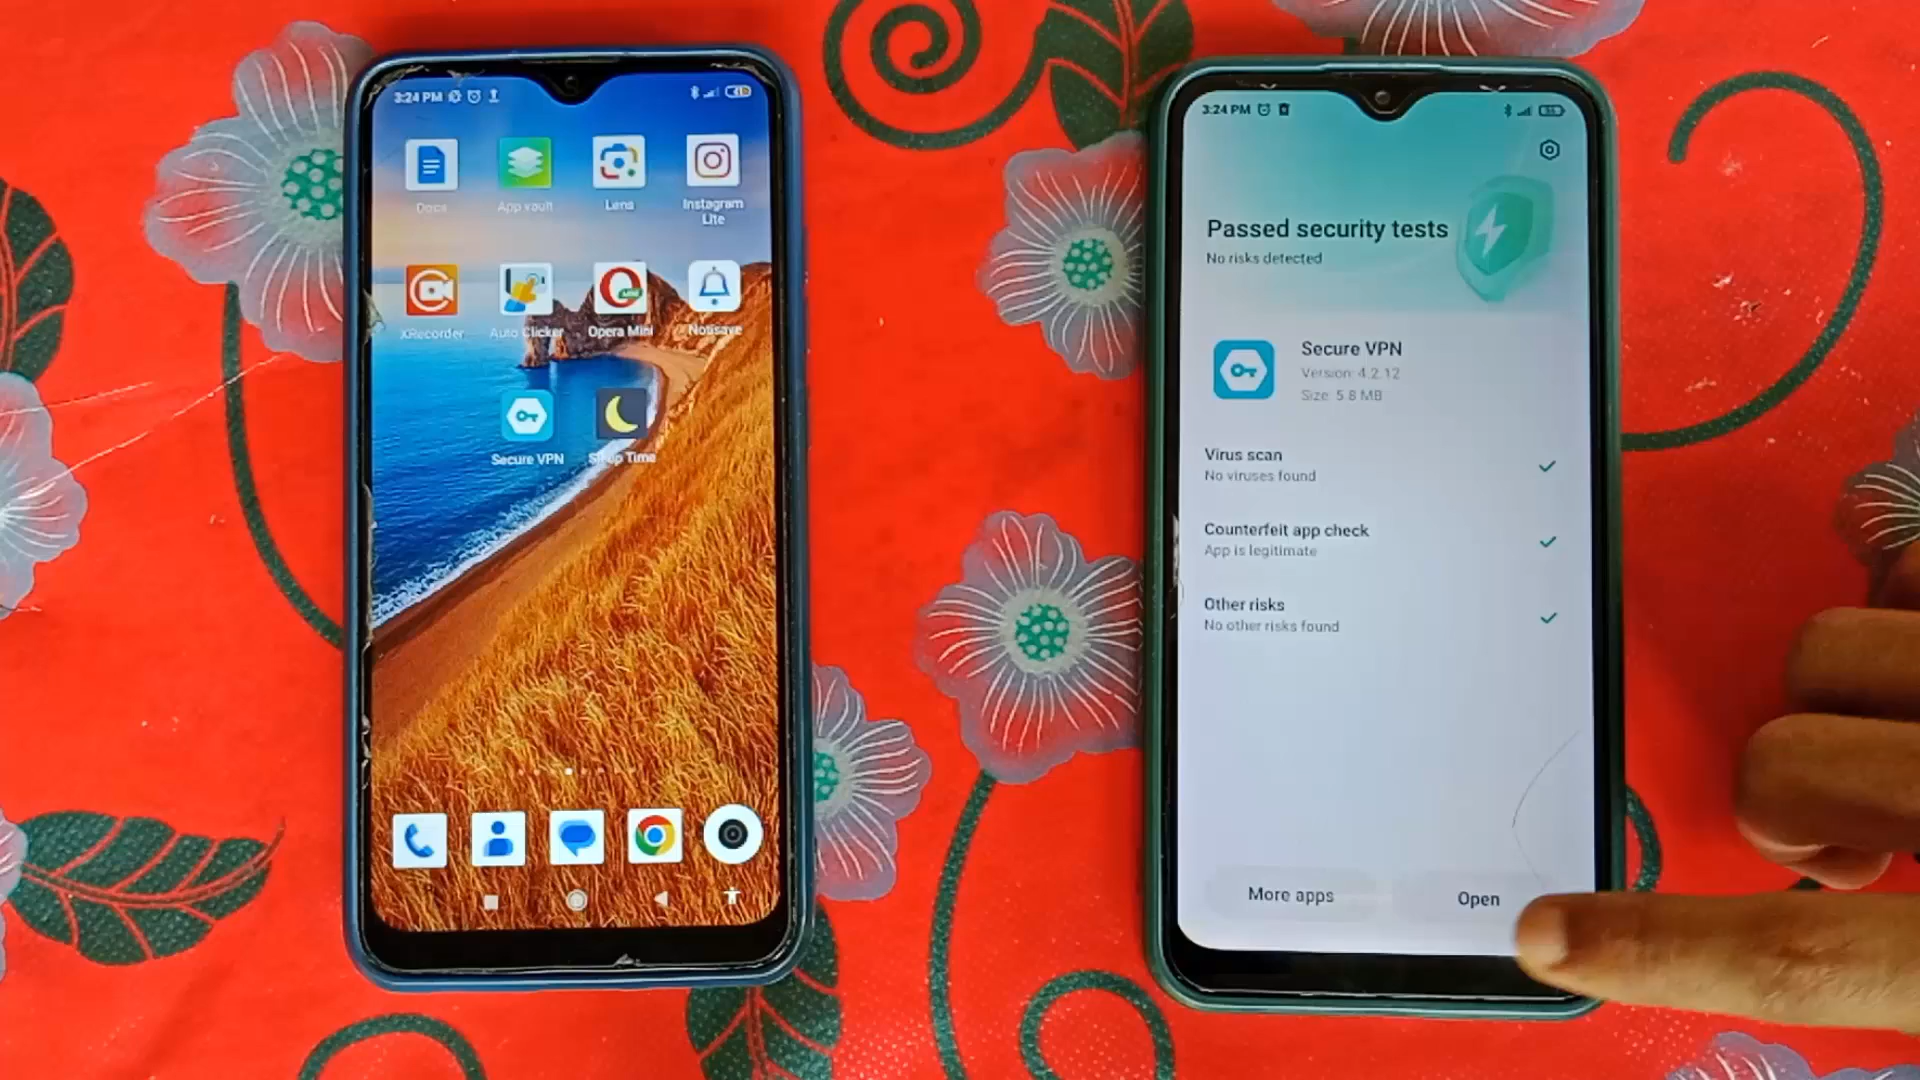 3:24 PM
Docs
App vault
Lens
Instagram
Lite
XRecorder
Auto Clicker
Opera Mini
Notisave
Secure VPN
Time
3:24 PM
Passed security tests
No risks detected
Secure VPN
Version: 4.2.12
Size: 5.8 MB
Virus scan
No viruses found
Counterfeit app check
App is legitimate
Other risks
No other risks found
More apps
Open